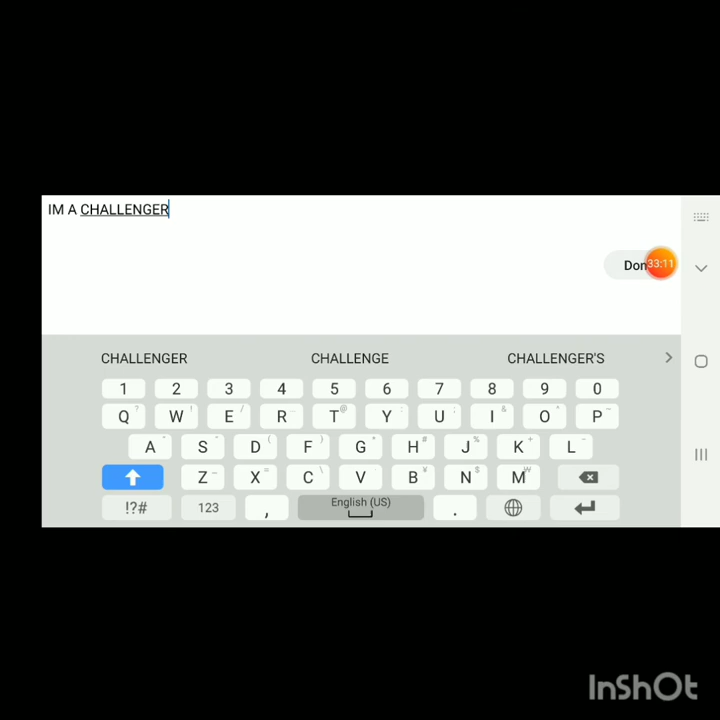 IM A CHALLENGER
Don
33:11
CHALLENGER CHALLENGE CHALLENGER'S
1 2 3 4 5 6 7 8 9 0
Q W E R T Y U I O P
A S D F G H J K L
Z X C V B N M
!?# 123 , English (US) .
InShOt